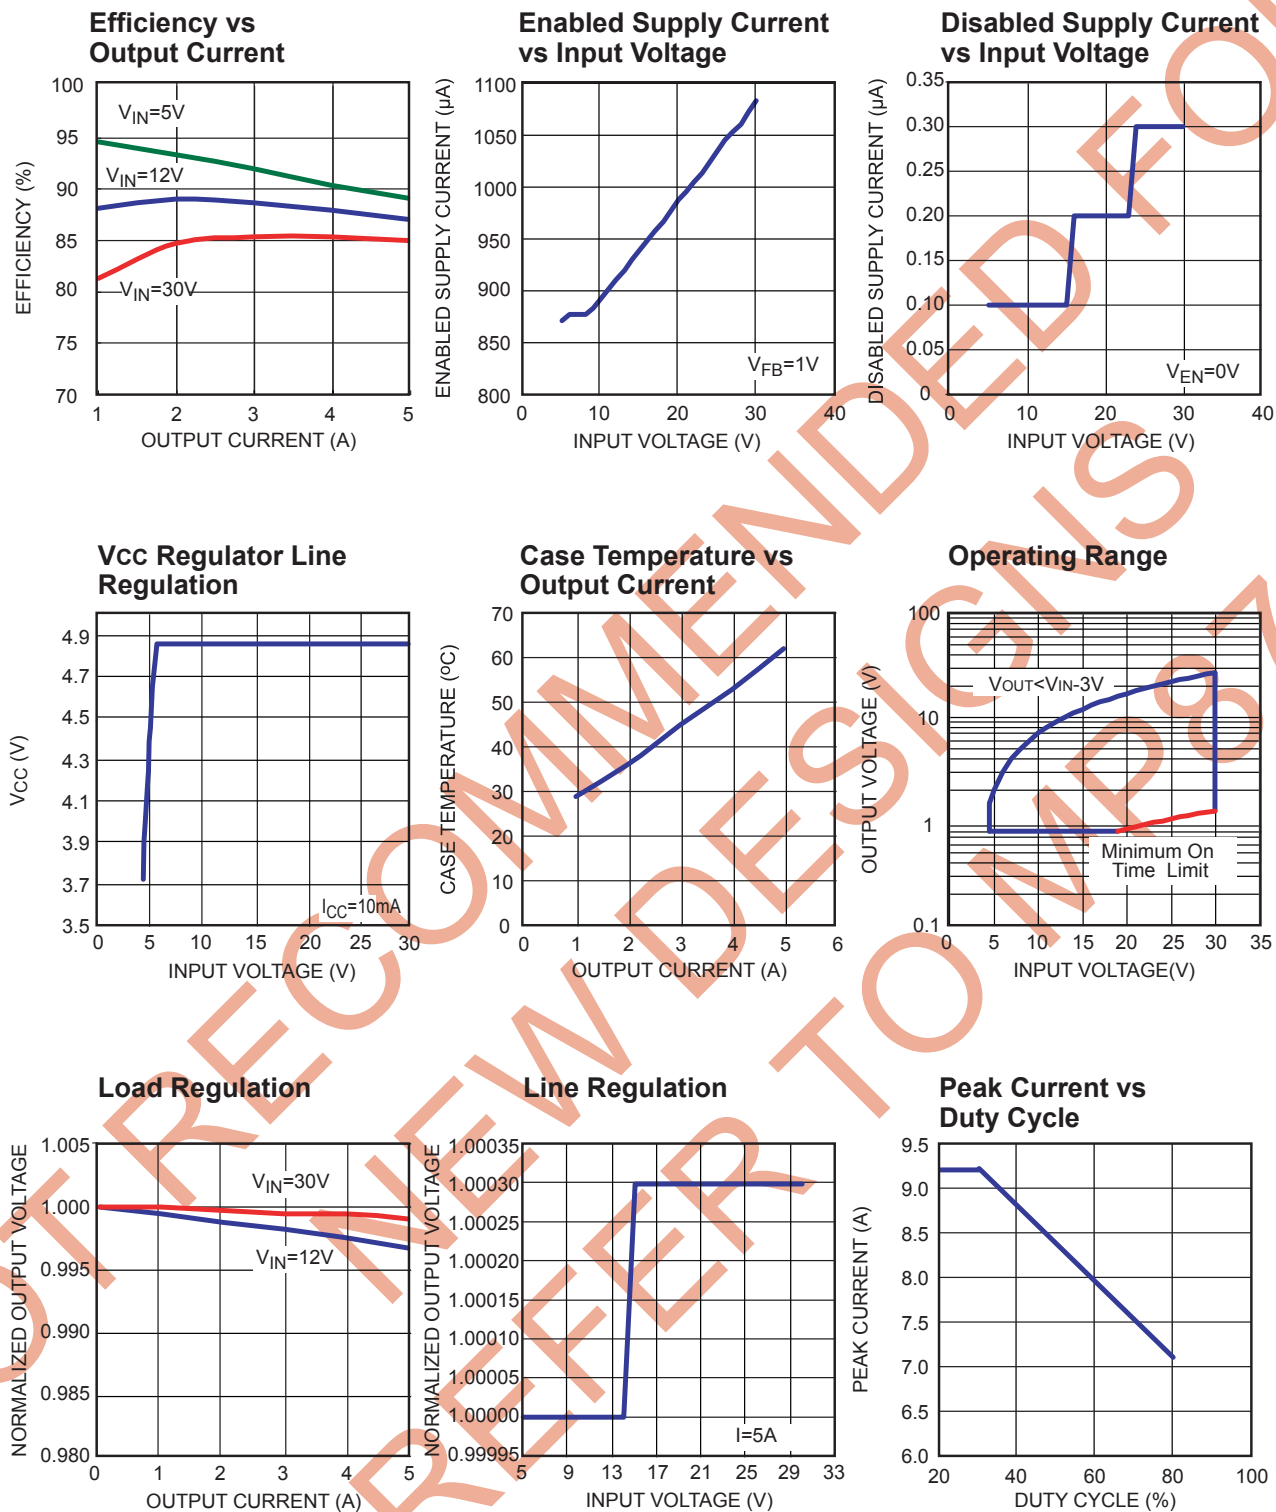 Efficiency vs
Output Current
100
95
90
85
80
75
70
1 2 3 4 5
EFFICIENCY (%)
OUTPUT CURRENT (A)
VIN=5V
VIN=12V
VIN=30V
Enabled Supply Current
vs Input Voltage
1100
1050
1000
950
900
850
800
0 10 20 30 40
ENABLED SUPPLY CURRENT (µA)
INPUT VOLTAGE (V)
VFB=1V
Disabled Supply Current
vs Input Voltage
0.35
0.30
0.25
0.20
0.15
0.10
0.05
0
0 10 20 30 40
DISABLED SUPPLY CURRENT (µA)
INPUT VOLTAGE (V)
VEN=0V
VCC Regulator Line
Regulation
4.9
4.7
4.5
4.3
4.1
3.9
3.7
3.5
0 5 10 15 20 25 30
VCC (V)
INPUT VOLTAGE (V)
ICC=10mA
Case Temperature vs
Output Current
70
60
50
40
30
20
10
0
0 1 2 3 4 5 6
CASE TEMPERATURE (oC)
OUTPUT CURRENT (A)
Operating Range
100
10
1
0.1
0 5 10 15 20 25 30 35
OUTPUT VOLTAGE (V)
INPUT VOLTAGE(V)
VOUT<VIN-3V
Minimum On
Time Limit
Load Regulation
1.005
1.000
0.995
0.990
0.985
0.980
0 1 2 3 4 5
NORMALIZED OUTPUT VOLTAGE
OUTPUT CURRENT (A)
VIN=30V
VIN=12V
Line Regulation
1.00035
1.00030
1.00025
1.00020
1.00015
1.00010
1.00005
1.00000
0.99995
5 9 13 17 21 25 29 33
NORMALIZED OUTPUT VOLTAGE
INPUT VOLTAGE (V)
I=5A
Peak Current vs
Duty Cycle
9.5
9.0
8.5
8.0
7.5
7.0
6.5
6.0
20 40 60 80 100
PEAK CURRENT (A)
DUTY CYCLE (%)
OT RECOMMENDED FO
NEW DESIGNS
REFER TO MP87